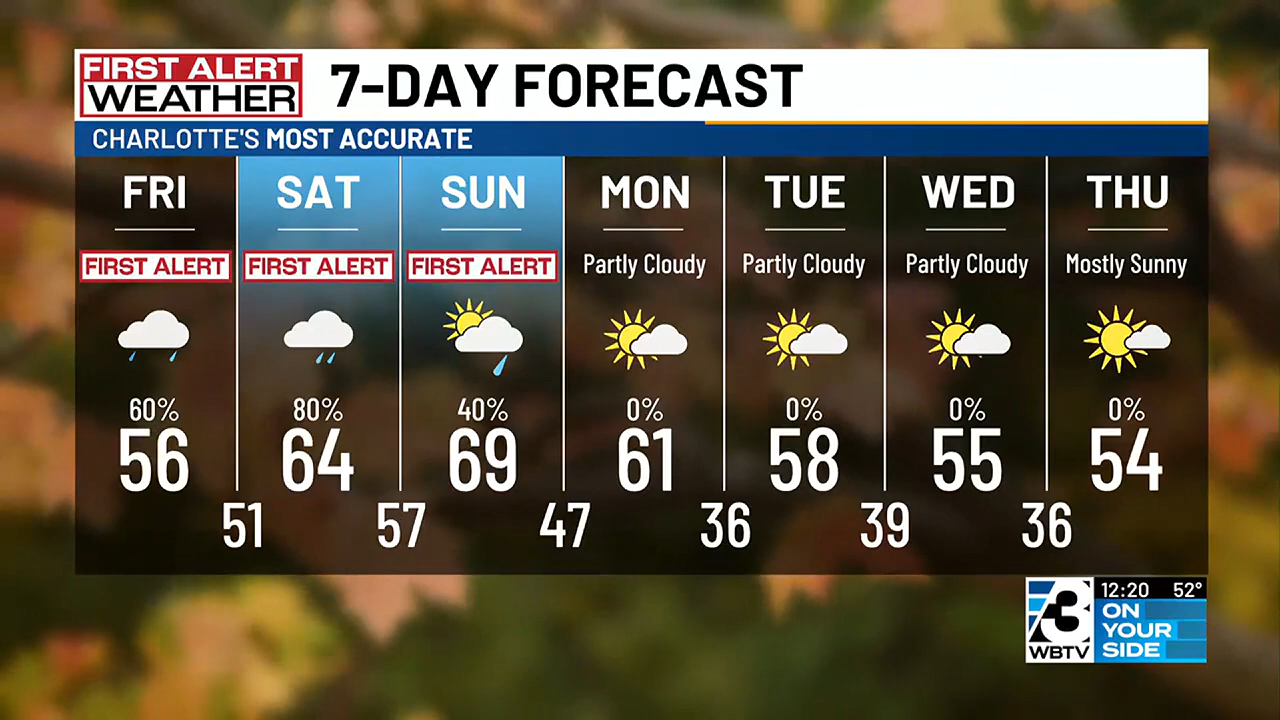 FIRST ALERT
WEATHER
7-DAY FORECAST
CHARLOTTE'S MOST ACCURATE
FRI SAT SUN MON TUE WED THU
FIRST ALERT FIRST ALERT FIRST ALERT Partly Cloudy Partly Cloudy Partly Cloudy Mostly Sunny
60% 80% 40% 0% 0% 0% 0%
56 64 69 61 58 55 54
51 57 47 36 39 36
3
WBTV
12:20 52°
ON
YOUR
SIDE